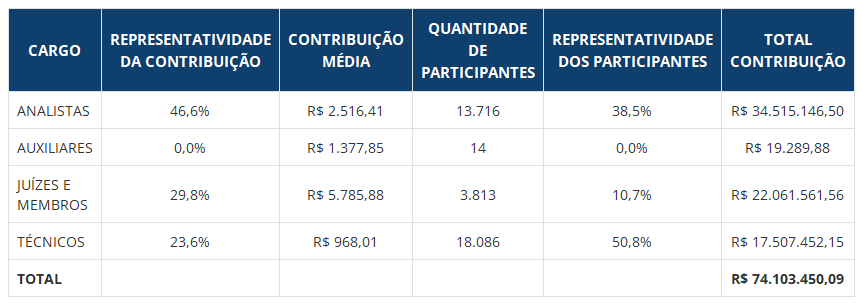 CARGO REPRESENTATIVIDADE DA CONTRIBUIÇÃO CONTRIBUIÇÃO MÉDIA QUANTIDADE DE PARTICIPANTES REPRESENTATIVIDADE DOS PARTICIPANTES TOTAL CONTRIBUIÇÃO
ANALISTAS 46,6% R$ 2.516,41 13.716 38,5% R$ 34.515.146,50
AUXILIARES 0,0% R$ 1.377,85 14 0,0% R$ 19.289,88
JUÍZES E MEMBROS 29,8% R$ 5.785,88 3.813 10,7% R$ 22.061.561,56
TÉCNICOS 23,6% R$ 968,01 18.086 50,8% R$ 17.507.452,15
TOTAL R$ 74.103.450,09